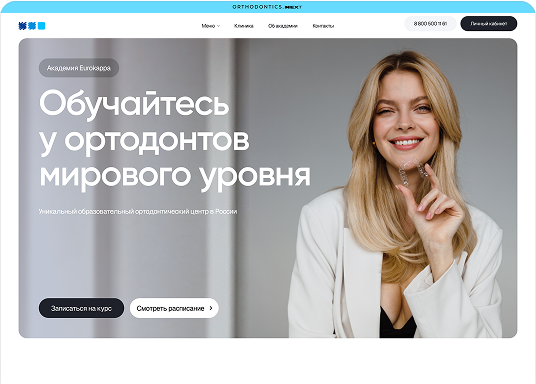 ORTHODONTICS.NEXT
Меню
Клиника
Об академии
Контакты
8 800 500 11 61
Личный кабинет
Академия Eurokappa
Обучайтесь
у ортодонтов
мирового уровня
Уникальный образовательный ортодонтический центр в России
Записаться на курс
Смотреть расписание